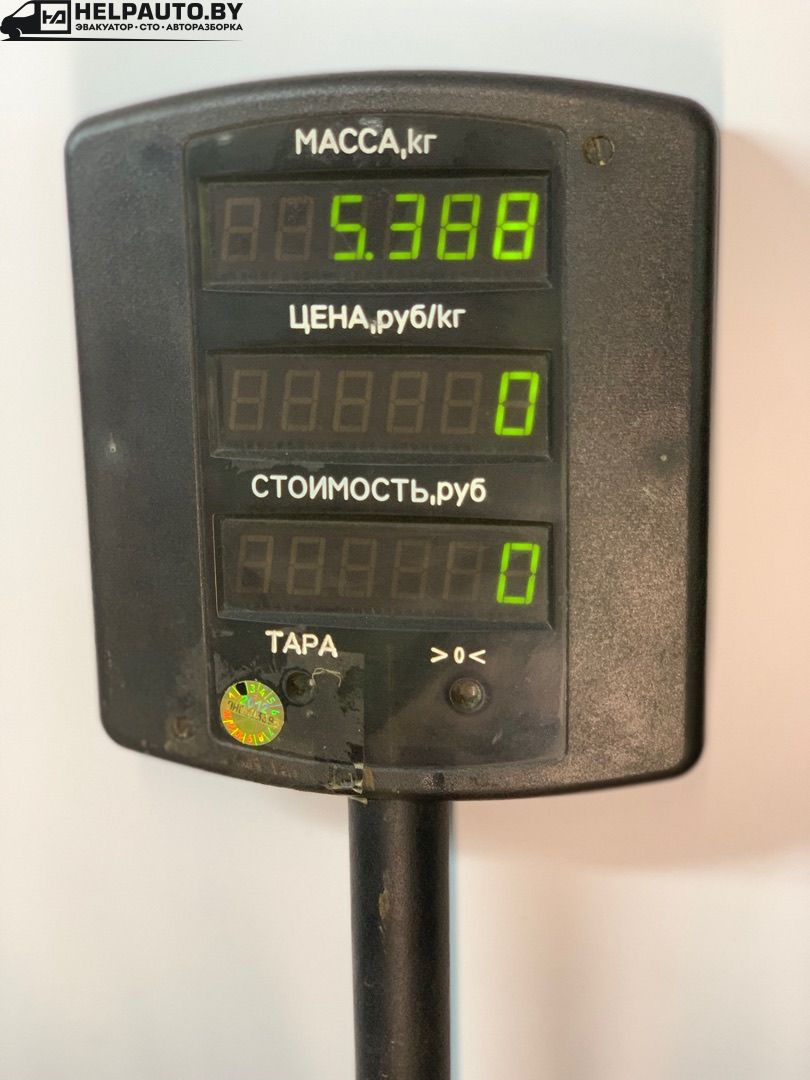 HELPAUTO.BY
ЭВАКУАТОР•СТО•АВТОРАЗБОРКА
МАССА,кг
5.388
ЦЕНА,руб/кг
0
СТОИМОСТЬ,руб
0
ТАРА
>0<